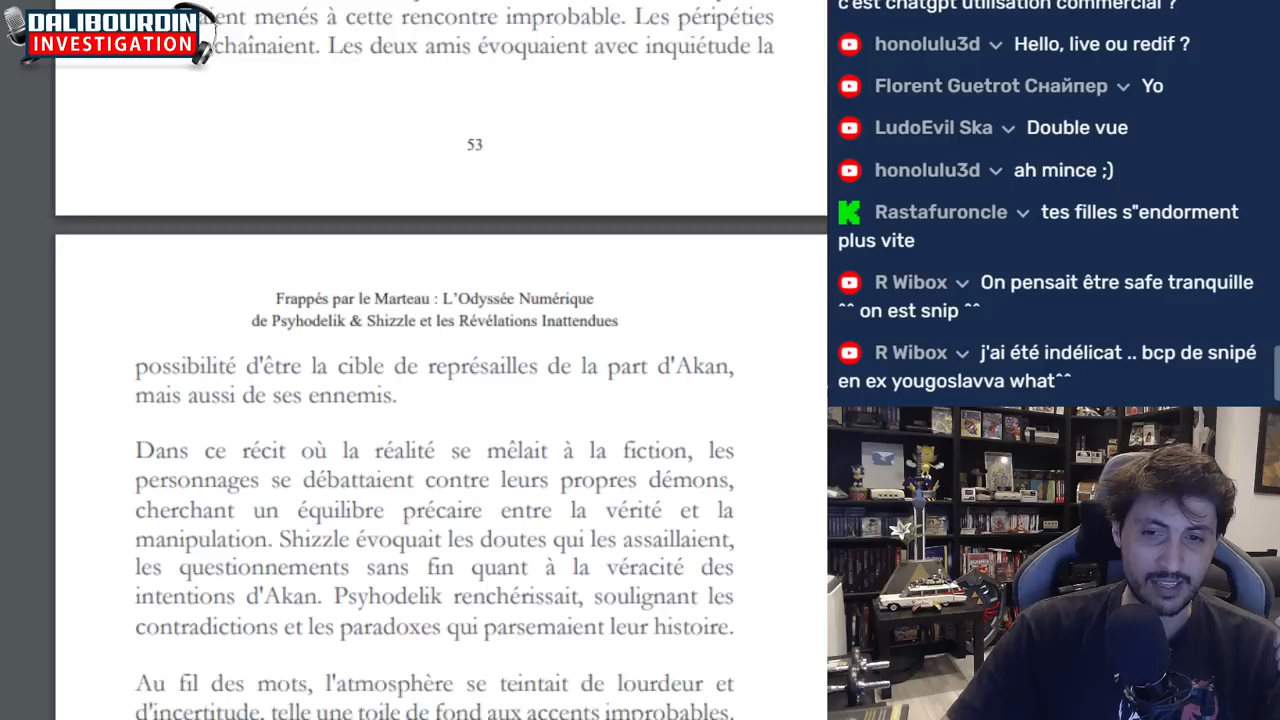 DALIBOURDIN
INVESTIGATION
menés à cette rencontre improbable. Les péripéties
Les deux amis évoquaient avec inquiétude la
53
Frappés par le Marteau : L'Odyssée Numérique
de Psyhodelik & Shizzle et les Révélations Inattendues
possibilité d'être la cible de représailles de la part d'Akan,
mais aussi de ses ennemis.
Dans ce récit où la réalité se mêlait à la fiction, les
personnages se débattaient contre leurs propres démons,
cherchant un équilibre précaire entre la vérité et la
manipulation. Shizzle évoquait les doutes qui les assaillaient,
les questionnements sans fin quant à la véracité des
intentions d'Akan. Psyhodelik renchérissait, soulignant les
contradictions et les paradoxes qui parsemaient leur histoire.
Au fil des mots, l'atmosphère se teintait de lourdeur et
d'incertitude, telle une toile de fond aux accents improbables.
c'est chatgpt utilisation commercial ?
honolulu3d Hello, live ou redif ?
Florent Guetrot Снайпер Yo
LudoEvil Ska Double vue
honolulu3d ah mince ;)
Rastafuroncle tes filles s"endorment
plus vite
R Wibox On pensait être safe tranquille
^^ on est snip ^^
R Wibox j'ai été indélicat .. bcp de snipé
en ex yougoslavva what^^